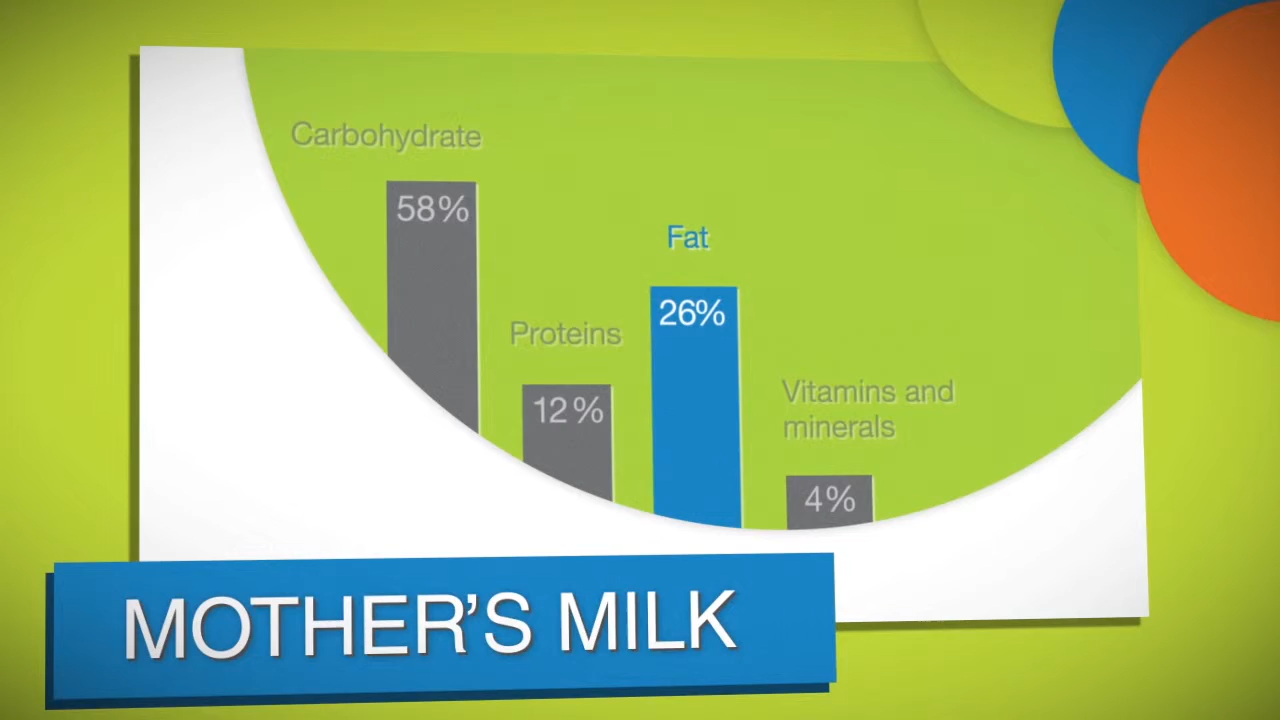 Carbohydrate
58%
Proteins
12%
Fat
26%
Vitamins and
minerals
4%
MOTHER'S MILK